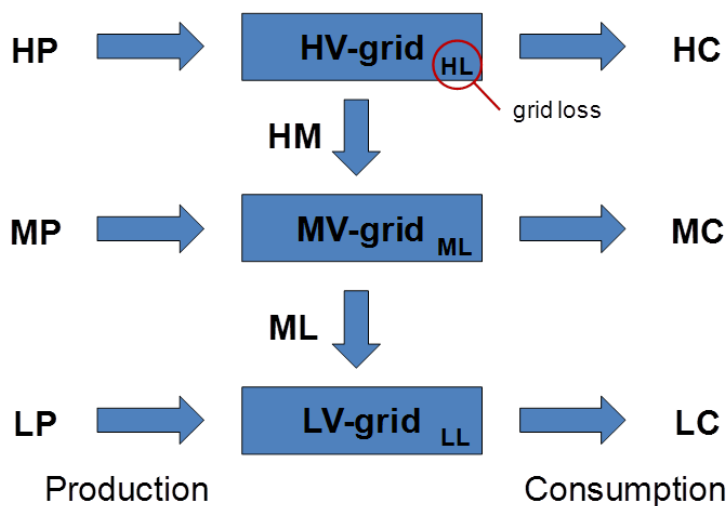 HP
HV-grid
HL
HC
grid loss
HM
MP
MV-grid
ML
MC
ML
LP
LV-grid
LL
LC
Production
Consumption